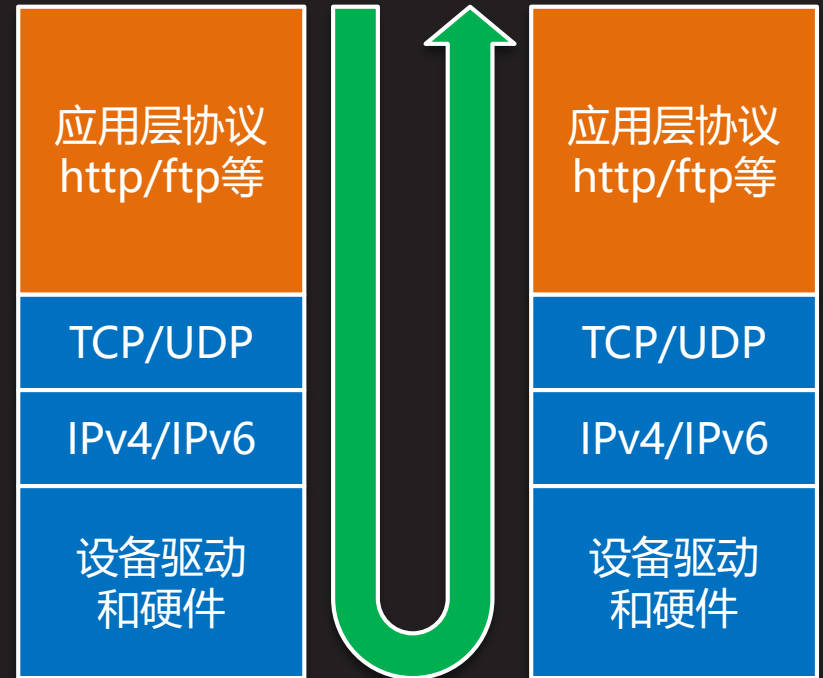 应用层协议
http/ftp等
TCP/UDP
IPv4/IPv6
设备驱动
和硬件
应用层协议
http/ftp等
TCP/UDP
IPv4/IPv6
设备驱动
和硬件